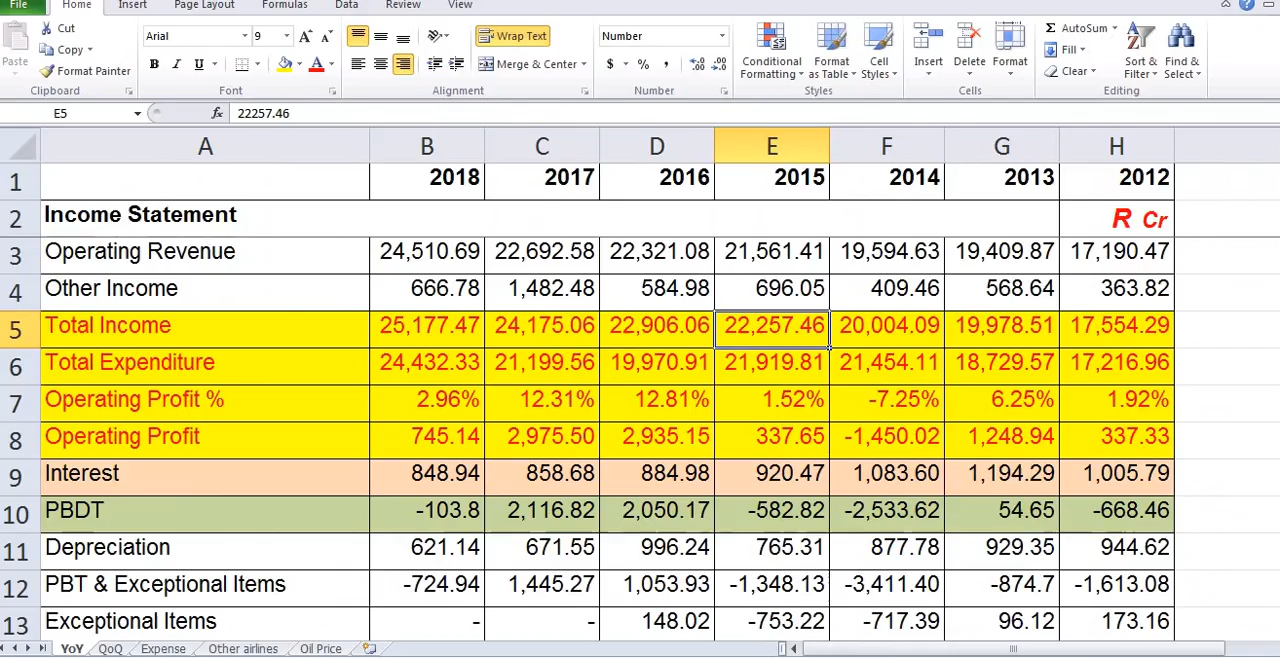 File Home Insert Page Layout Formulas Data Review View
Cut
Copy
Paste
Format Painter
Arial 9
B I U
Wrap Text
Merge & Center
Number
$ % ,
Conditional Formatting
Format as Table
Cell Styles
Insert
Delete
Format
AutoSum
Fill
Clear
Sort & Filter
Find & Select
Clipboard Font Alignment Number Styles Cells Editing
E5 fx 22257.46
A B C D E F G H
1 2018 2017 2016 2015 2014 2013 2012
2 Income Statement R Cr
3 Operating Revenue 24,510.69 22,692.58 22,321.08 21,561.41 19,594.63 19,409.87 17,190.47
4 Other Income 666.78 1,482.48 584.98 696.05 409.46 568.64 363.82
5 Total Income 25,177.47 24,175.06 22,906.06 22,257.46 20,004.09 19,978.51 17,554.29
6 Total Expenditure 24,432.33 21,199.56 19,970.91 21,919.81 21,454.11 18,729.57 17,216.96
7 Operating Profit % 2.96% 12.31% 12.81% 1.52% -7.25% 6.25% 1.92%
8 Operating Profit 745.14 2,975.50 2,935.15 337.65 -1,450.02 1,248.94 337.33
9 Interest 848.94 858.68 884.98 920.47 1,083.60 1,194.29 1,005.79
10 PBDT -103.8 2,116.82 2,050.17 -582.82 -2,533.62 54.65 -668.46
11 Depreciation 621.14 671.55 996.24 765.31 877.78 929.35 944.62
12 PBT & Exceptional Items -724.94 1,445.27 1,053.93 -1,348.13 -3,411.40 -874.7 -1,613.08
13 Exceptional Items - - 148.02 -753.22 -717.39 96.12 173.16
YoY QoQ Expense Other airlines Oil Price